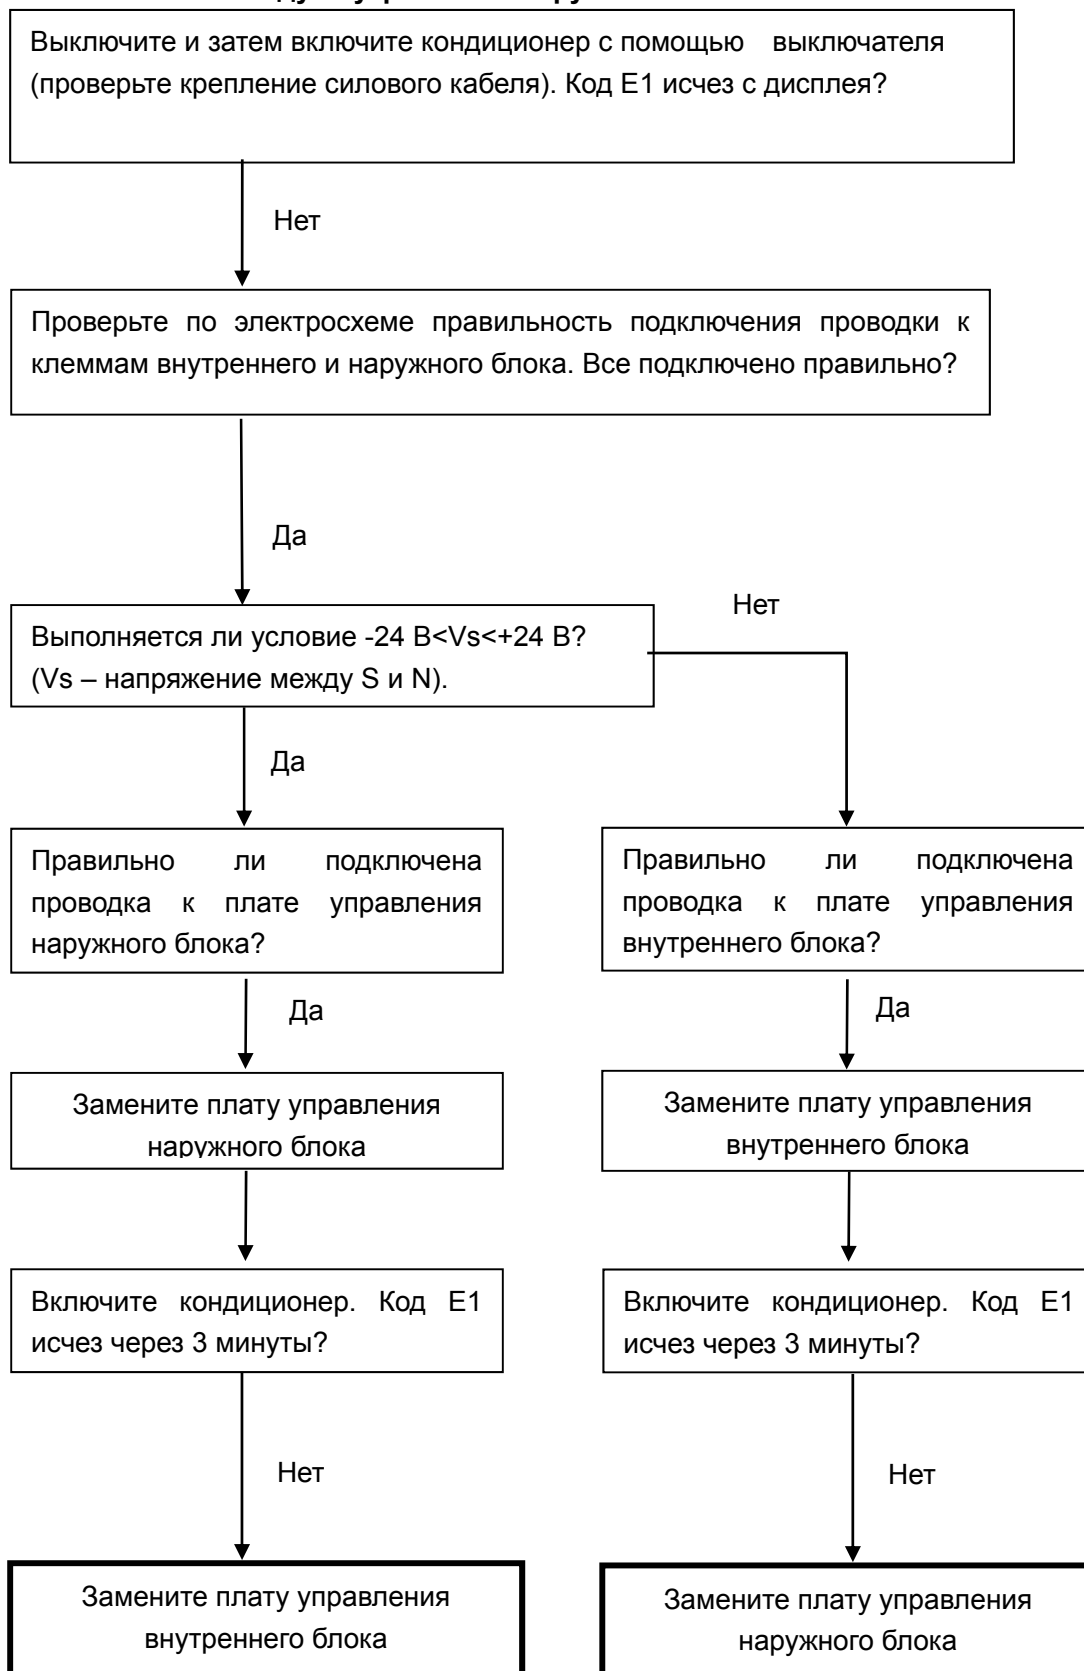 Выключите и затем включите кондиционер с помощью выключателя
(проверьте крепление силового кабеля). Код E1 исчез с дисплея?
Нет
Проверьте по электросхеме правильность подключения проводки к
клеммам внутреннего и наружного блока. Все подключено правильно?
Да
Нет
Выполняется ли условие -24 В<Vs<+24 В?
(Vs – напряжение между S и N).
Да
Правильно ли подключена
проводка к плате управления
наружного блока?
Правильно ли подключена
проводка к плате управления
внутреннего блока?
Да
Да
Замените плату управления
наружного блока
Замените плату управления
внутреннего блока
Включите кондиционер. Код E1
исчез через 3 минуты?
Включите кондиционер. Код E1
исчез через 3 минуты?
Нет
Нет
Замените плату управления
внутреннего блока
Замените плату управления
наружного блока